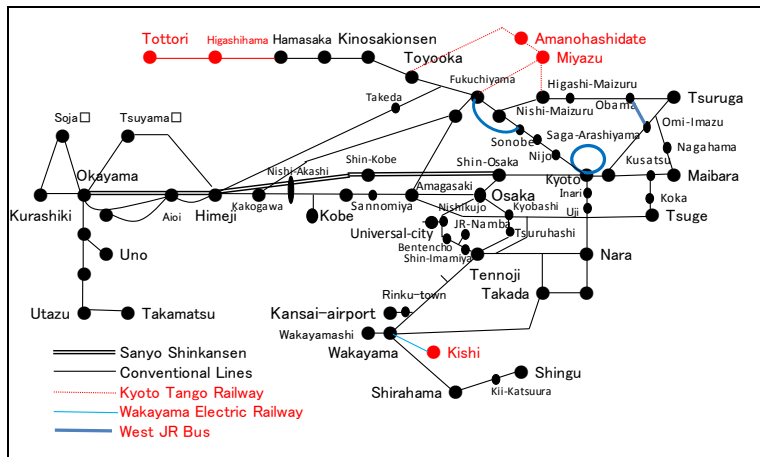 Amanohashidate
Tottori
Higashihama
Hamasaka
Kinosakionsen
Miyazu
Toyooka
Fukuchiyama
Higashi-Maizuru
Takeda
Obama
Tsuruga
Soja□
Tsuyama□
Nishi-Maizuru
Omi-Imazu
Sonobe
Saga-Arashiyama
Nagahama
Nijo
Shin-Kobe
Shin-Osaka
Kusatsu
Okayama
Nishi-Akashi
Kyoto
Maibara
Inari
Koka
Kurashiki
Aioi
Himeji
Kakogawa
Kobe
Sannomiya
Amagasaki
Osaka
Uji
Nishikujo
Kyobashi
Tsuge
Universal-city
JR-Namba
Tsuruhashi
Bentencho
Shin-Imamiya
Uno
Tennoji
Nara
Rinku-town
Takada
Utazu
Takamatsu
Kansai-airport
Wakayamashi
Wakayama
Kishi
Sanyo Shinkansen
Conventional Lines
Shingu
Kyoto Tango Railway
Shirahama
Kii-Katsuura
Wakayama Electric Railway
West JR Bus